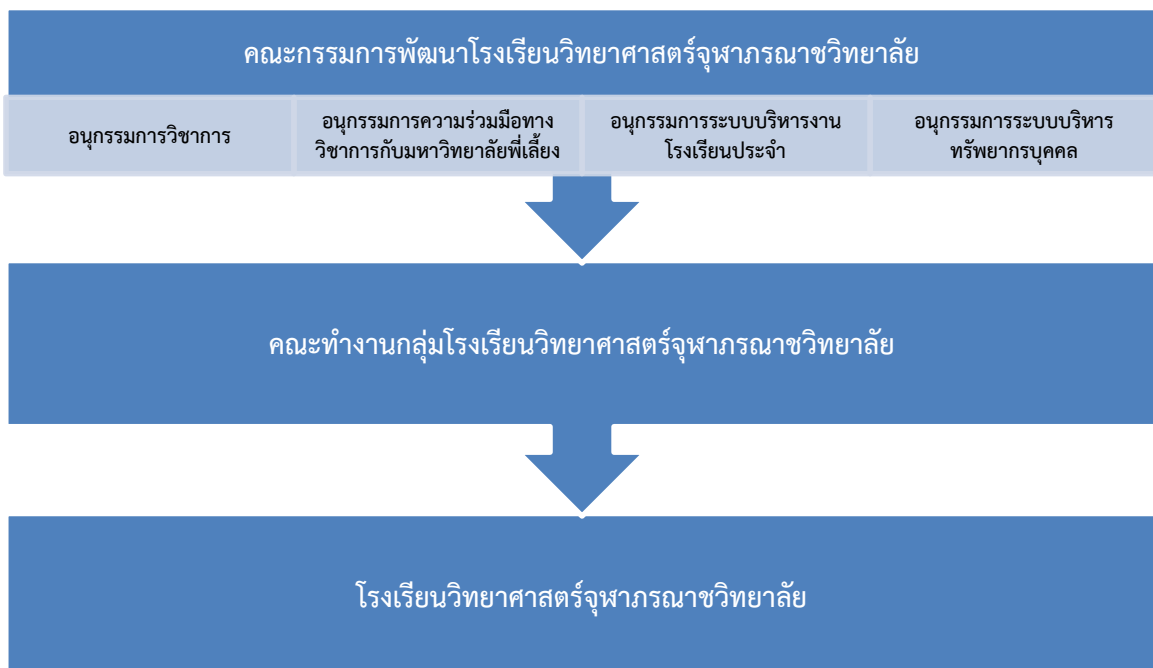 คณะกรรมการพัฒนาโรงเรียนวิทยาศาสตร์จุฬาภรณาชวิทยาลัย
อนุกรรมการวิชาการ
อนุกรรมการความร่วมมือทาง
วิชาการกับมหาวิทยาลัยพี่เลี้ยง
อนุกรรมการระบบบริหารงาน
โรงเรียนประจำ
อนุกรรมการระบบบริหาร
ทรัพยากรบุคคล
คณะทำงานกลุ่มโรงเรียนวิทยาศาสตร์จุฬาภรณาชวิทยาลัย
โรงเรียนวิทยาศาสตร์จุฬาภรณาชวิทยาลัย